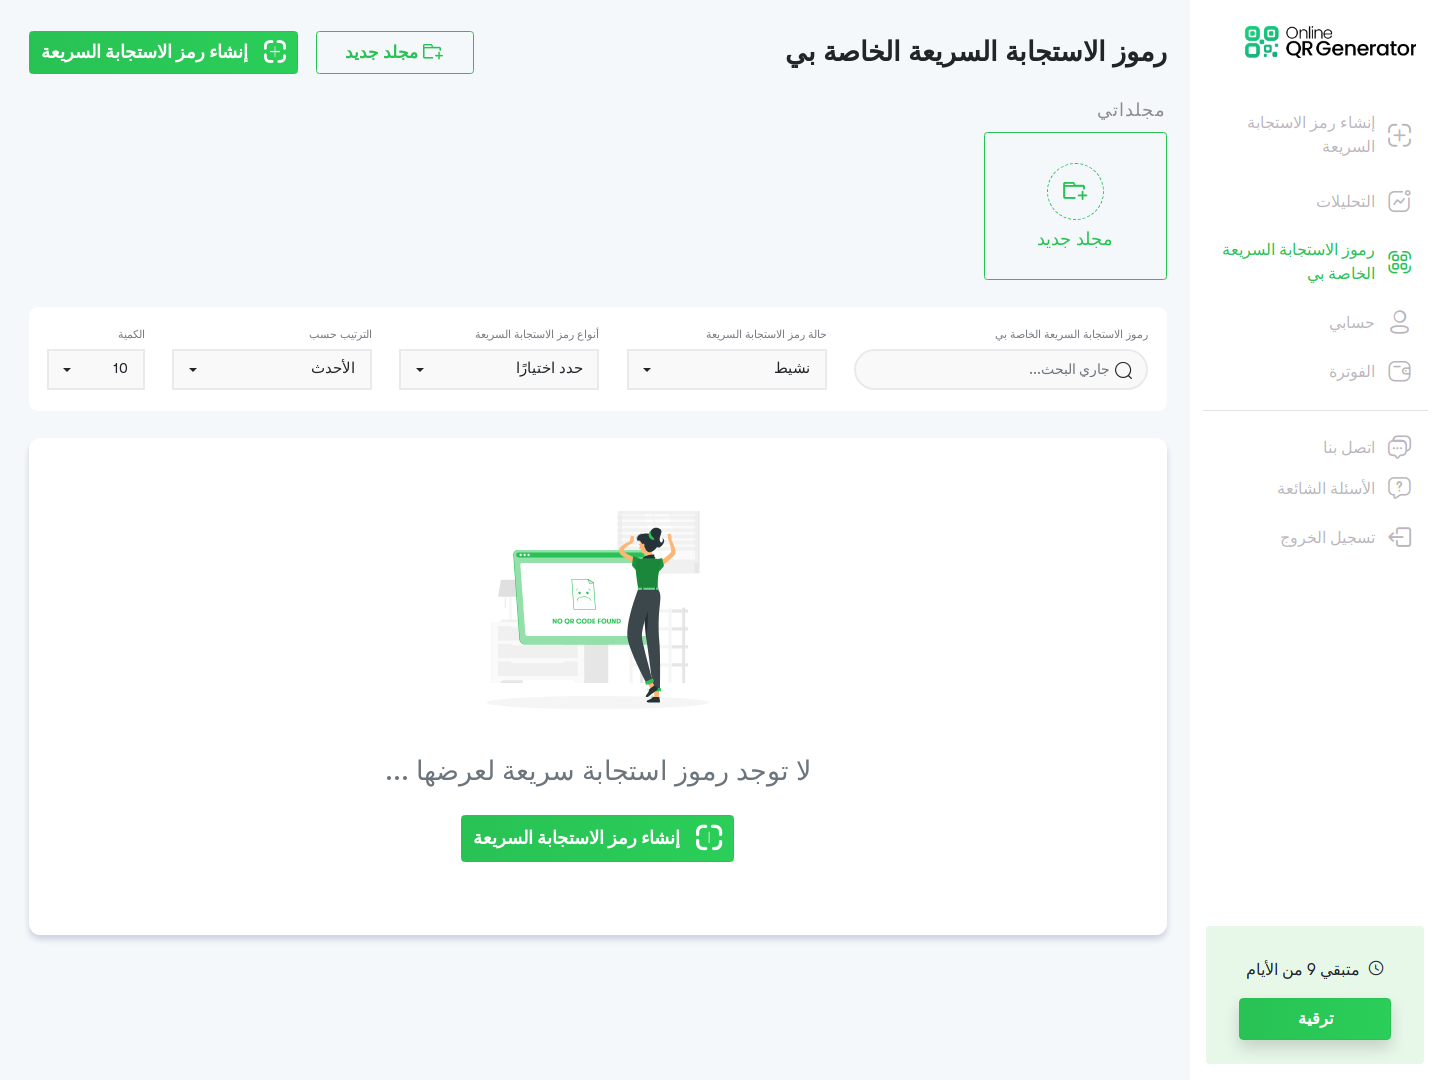 Online
QR Generator
إنشاء رمز الاستجابة
السريعة
التحليلات
رموز الاستجابة السريعة
الخاصة بي
حسابي
الفوترة
اتصل بنا
الأسئلة الشائعة
تسجيل الخروج
متبقي 9 من الأيام
ترقية
رموز الاستجابة السريعة الخاصة بي
مجلد جديد
إنشاء رمز الاستجابة السريعة
مجلداتي
مجلد جديد
رموز الاستجابة السريعة الخاصة بي
جاري البحث...
حالة رمز الاستجابة السريعة
نشيط
أنواع رمز الاستجابة السريعة
حدد اختيارًا
الترتيب حسب
الأحدث
الكمية
10
NO QR CODE FOUND
لا توجد رموز استجابة سريعة لعرضها ...
إنشاء رمز الاستجابة السريعة